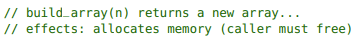 // build_array(n) returns a new array...
// effects: allocates memory (caller must free)